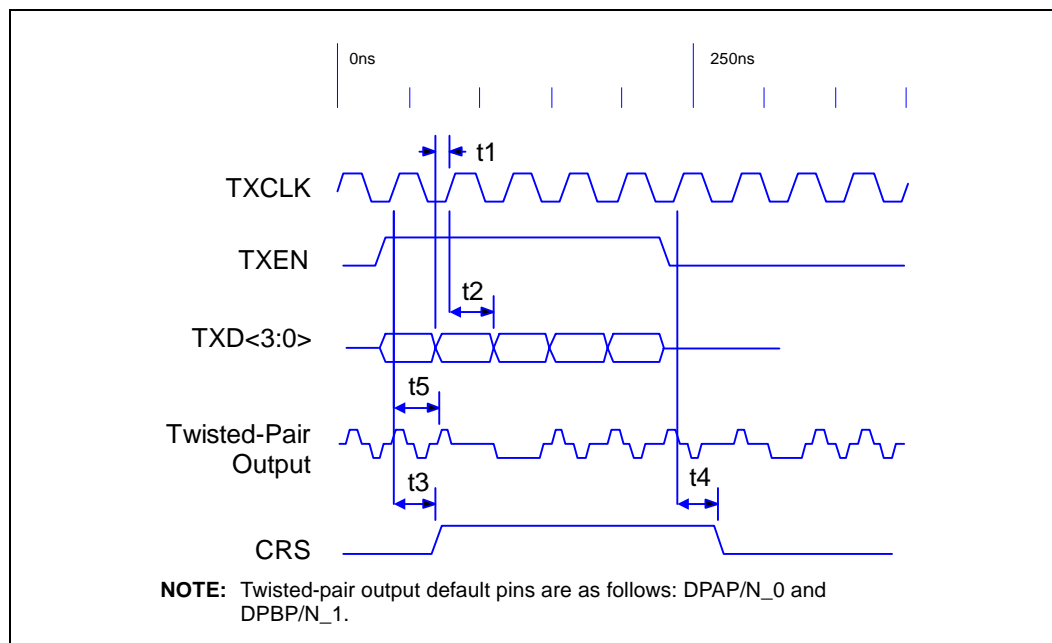 0ns
250ns
t1
TXCLK
TXEN
t2
TXD<3:0>
t5
Twisted-Pair
Output
t3
t4
CRS
NOTE: Twisted-pair output default pins are as follows: DPAP/N_0 and
DPBP/N_1.